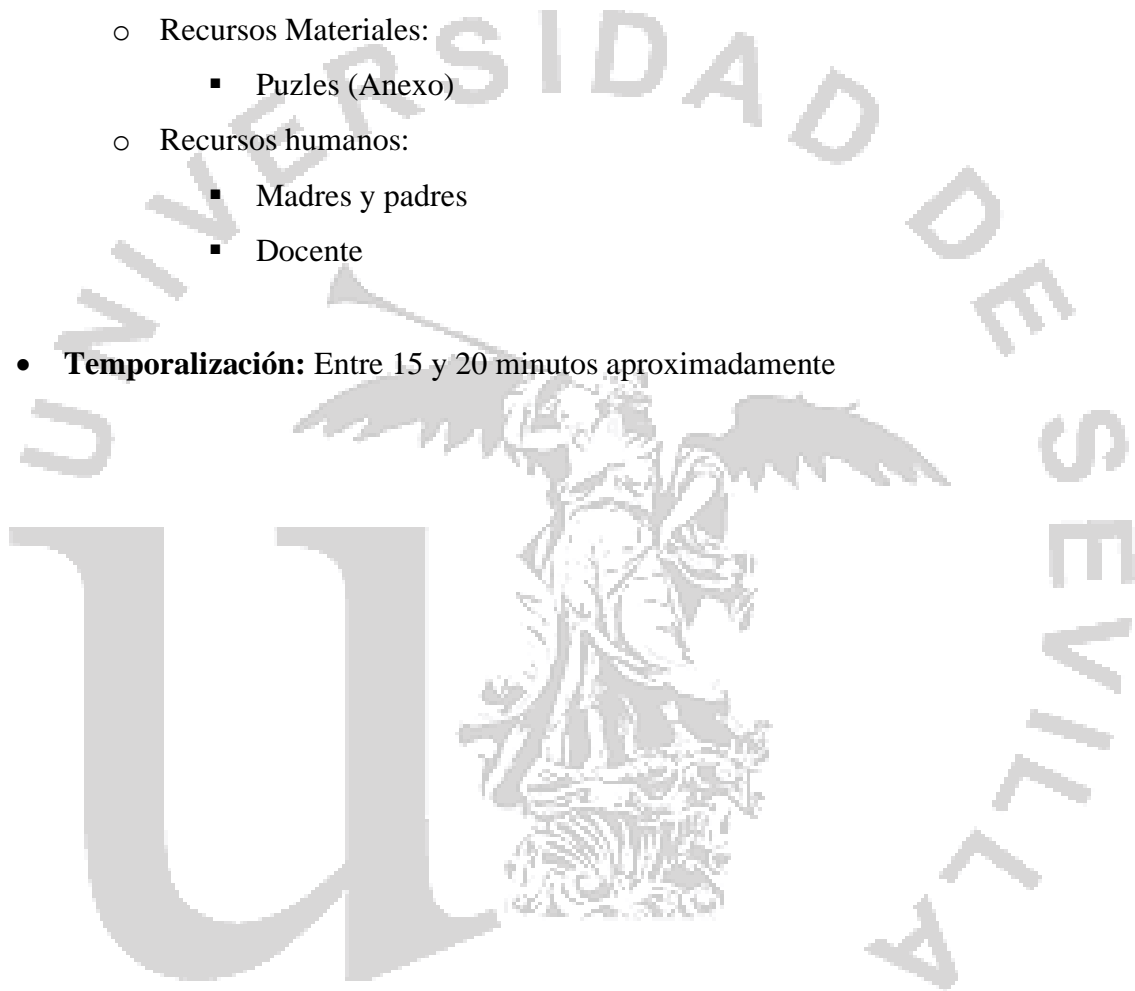 o Recursos Materiales:
▪ Puzles (Anexo)
o Recursos humanos:
▪ Madres y padres
▪ Docente
• Temporalización: Entre 15 y 20 minutos aproximadamente
UNIVERSIDAD DE SEVILLA
u